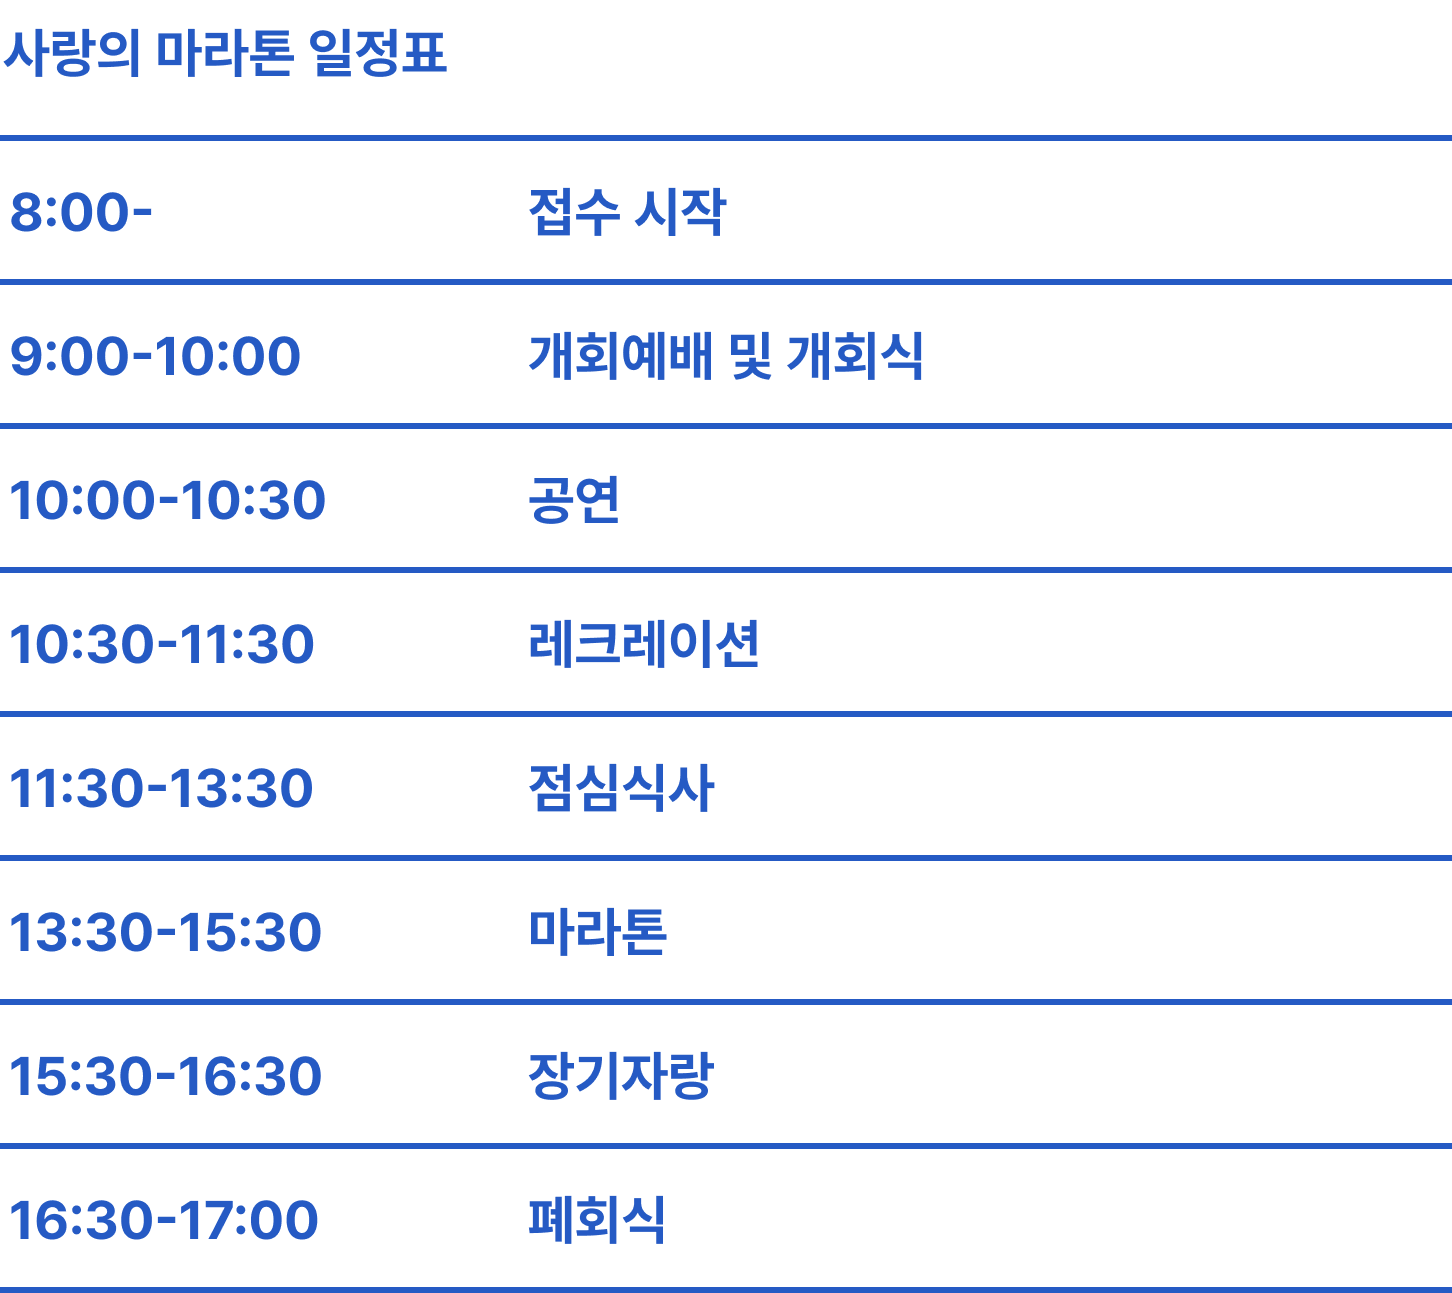 사랑의 마라톤 일정표
8:00- 접수 시작
9:00-10:00 개회예배 및 개회식
10:00-10:30 공연
10:30-11:30 레크레이션
11:30-13:30 점심식사
13:30-15:30 마라톤
15:30-16:30 장기자랑
16:30-17:00 폐회식